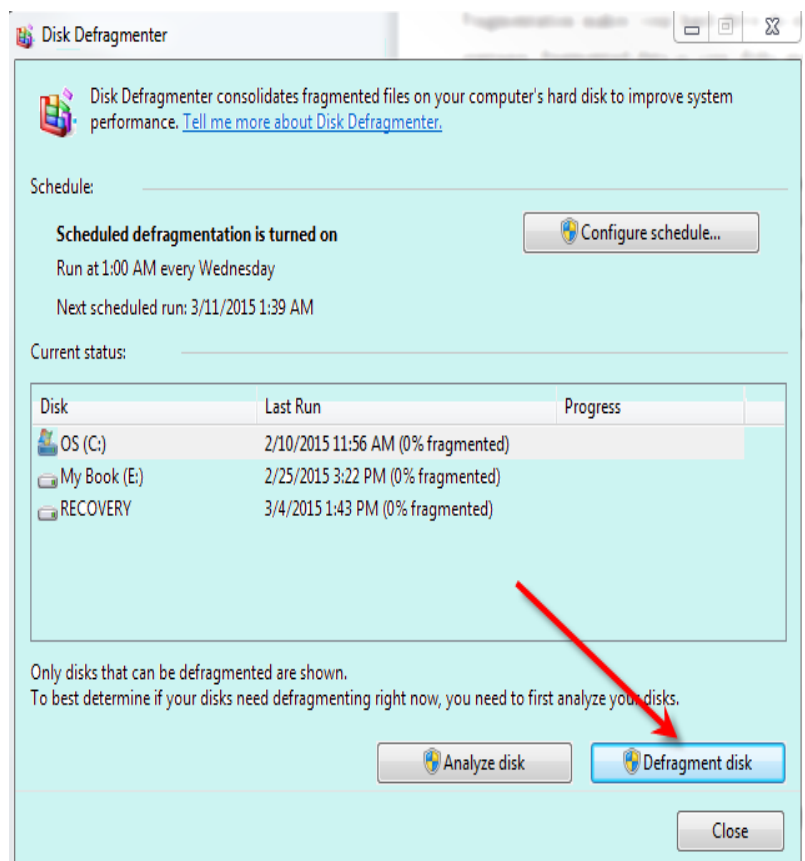 Disk Defragmenter
Disk Defragmenter consolidates fragmented files on your computer's hard disk to improve system
performance. Tell me more about Disk Defragmenter.
Schedule:
Scheduled defragmentation is turned on
Configure schedule...
Run at 1:00 AM every Wednesday
Next scheduled run: 3/11/2015 1:39 AM
Current status:
Disk Last Run Progress
OS (C:) 2/10/2015 11:56 AM (0% fragmented)
My Book (E:) 2/25/2015 3:22 PM (0% fragmented)
RECOVERY 3/4/2015 1:43 PM (0% fragmented)
Only disks that can be defragmented are shown.
To best determine if your disks need defragmenting right now, you need to first analyze your disks.
Analyze disk Defragment disk
Close